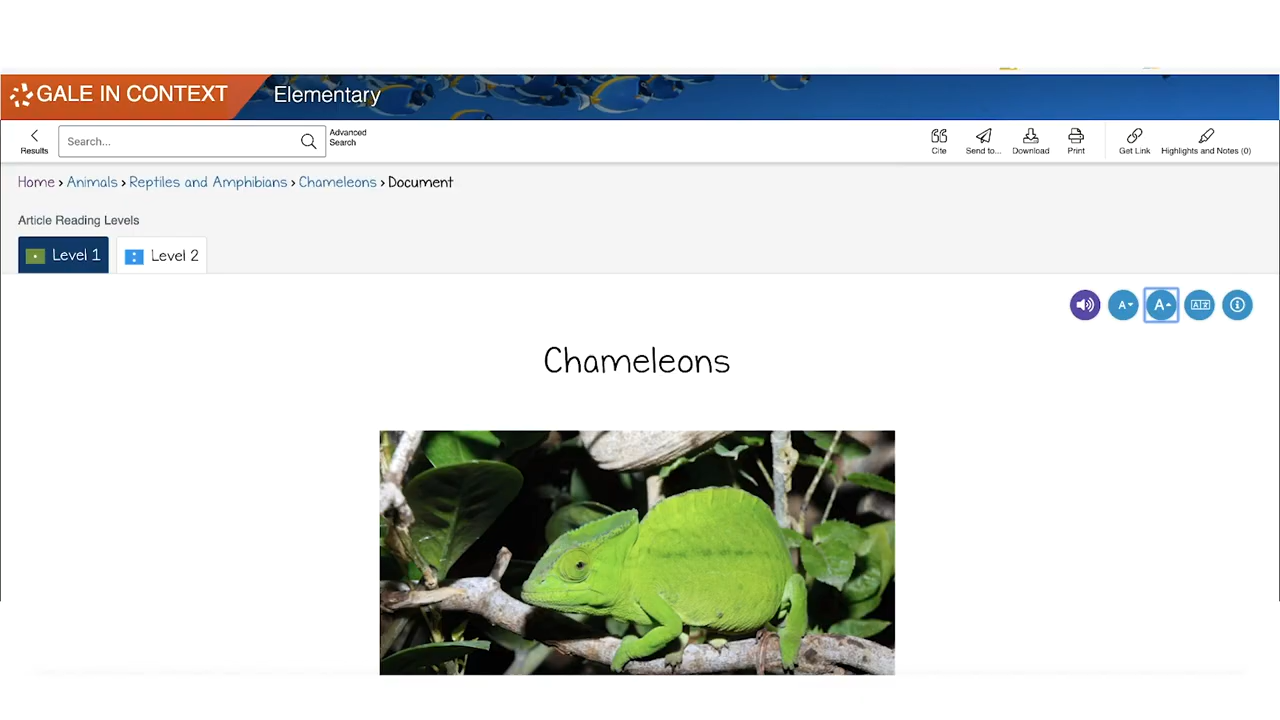 GALE IN CONTEXT Elementary
Results
Search...
Advanced
Search
Cite
Send to...
Download
Print
Get Link
Highlights and Notes (0)
Home › Animals › Reptiles and Amphibians › Chameleons › Document
Article Reading Levels
Level 1
Level 2
A
A
A
Chameleons